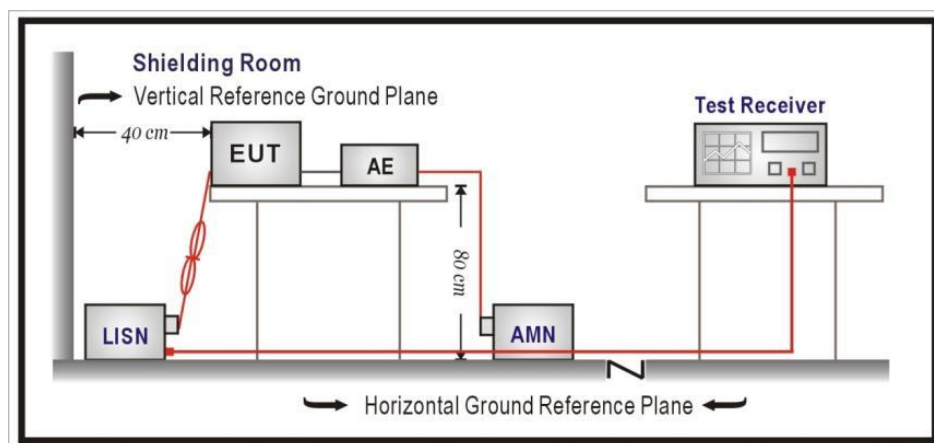 Shielding Room
Vertical Reference Ground Plane
40 cm
EUT
AE
Test Receiver
80 cm
LISN
AMN
Horizontal Ground Reference Plane